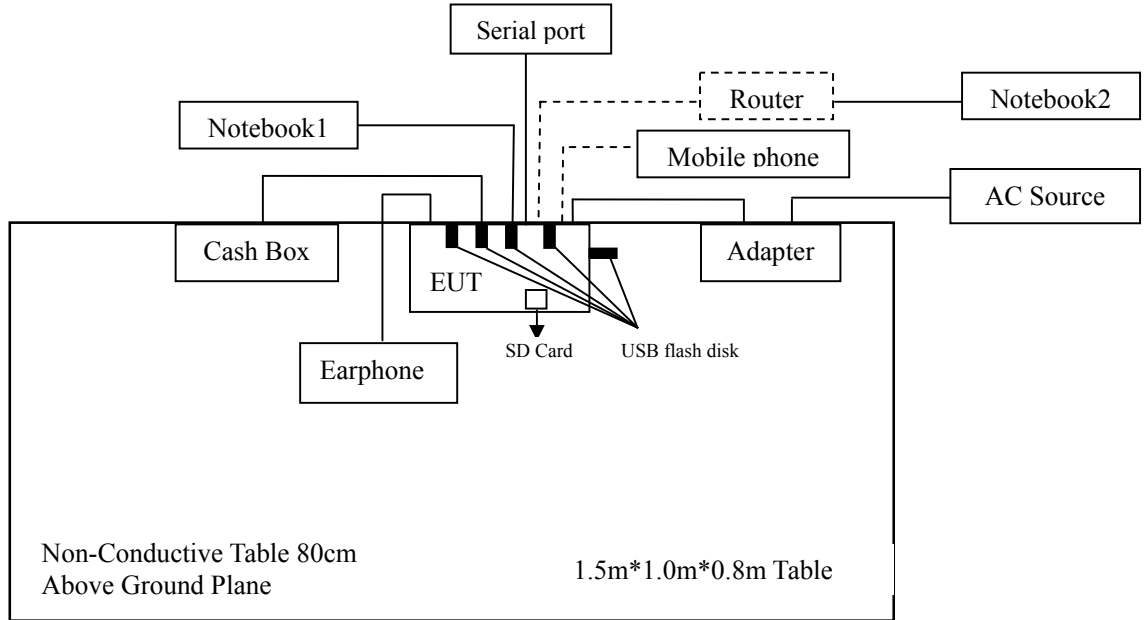 Serial port
Router
Notebook2
Notebook1
Mobile phone
AC Source
Cash Box
EUT
Adapter
SD Card
USB flash disk
Earphone
Non-Conductive Table 80cm
Above Ground Plane
1.5m*1.0m*0.8m Table